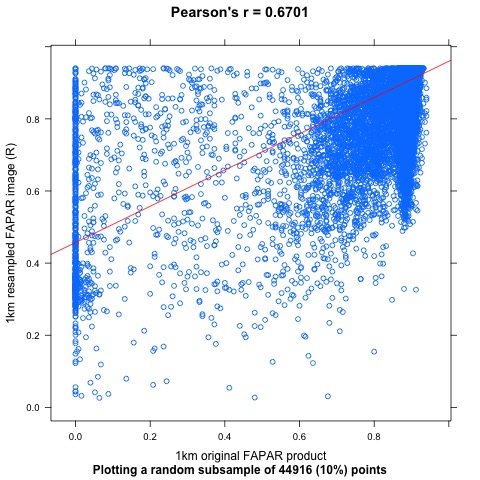 Pearson's r = 0.6701
1km resampled FAPAR image (R)
0.8
0.6
0.4
0.2
0.0
0.0 0.2 0.4 0.6 0.8
1km original FAPAR product
Plotting a random subsample of 44916 (10%) points